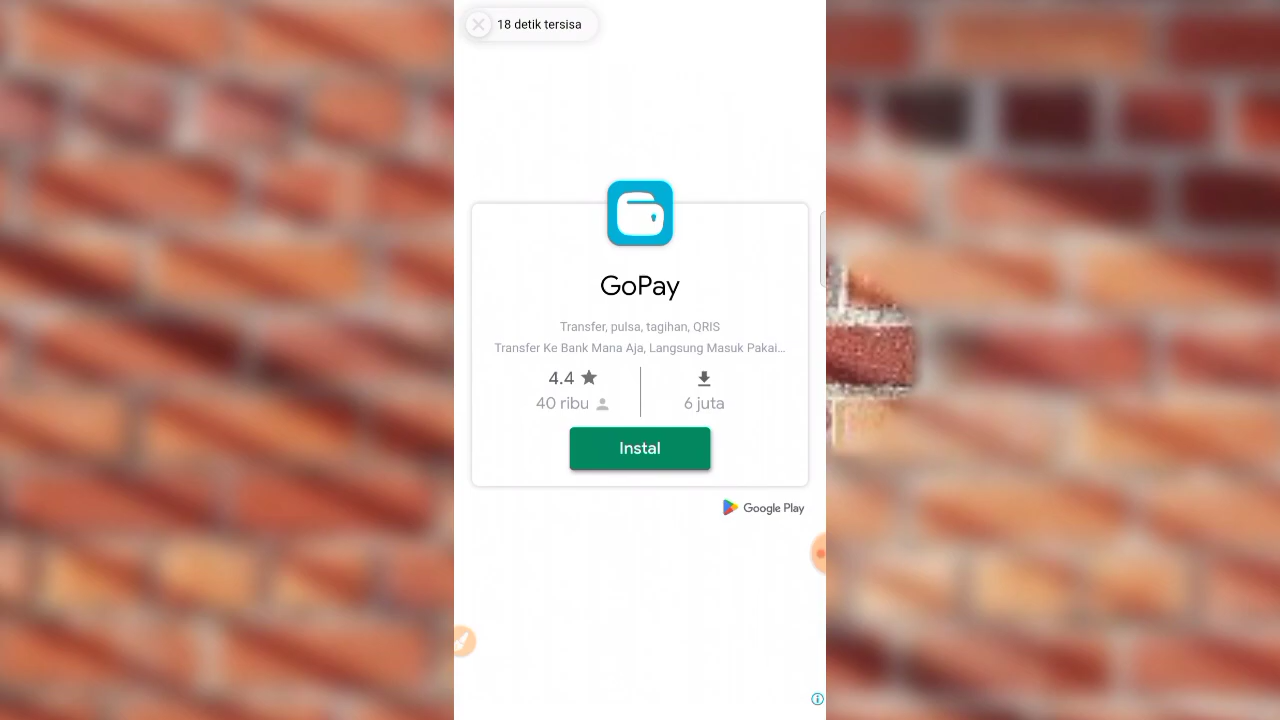 18 detik tersisa
GoPay
Transfer, pulsa, tagihan, QRIS
Transfer Ke Bank Mana Aja, Langsung Masuk Pakai...
4.4
40 ribu
6 juta
Instal
Google Play